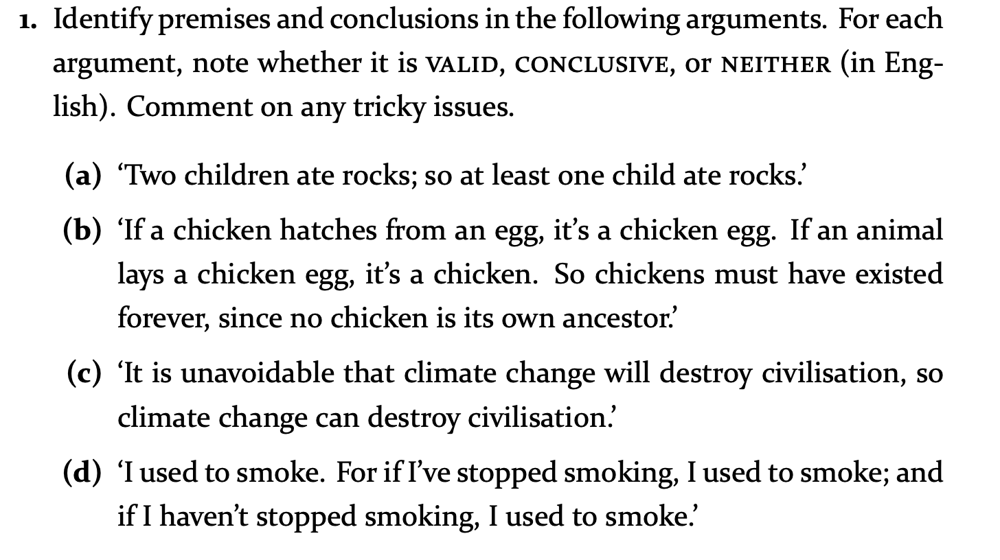 1. Identify premises and conclusions in the following arguments. For each
argument, note whether it is VALID, CONCLUSIVE, or NEITHER (in Eng-
lish). Comment on any tricky issues.
(a) ‘Two children ate rocks; so at least one child ate rocks.’
(b) ‘If a chicken hatches from an egg, it’s a chicken egg. If an animal
lays a chicken egg, it’s a chicken. So chickens must have existed
forever, since no chicken is its own ancestor.’
(c) ‘It is unavoidable that climate change will destroy civilisation, so
climate change can destroy civilisation.’
(d) ‘I used to smoke. For if I’ve stopped smoking, I used to smoke; and
if I haven’t stopped smoking, I used to smoke.’